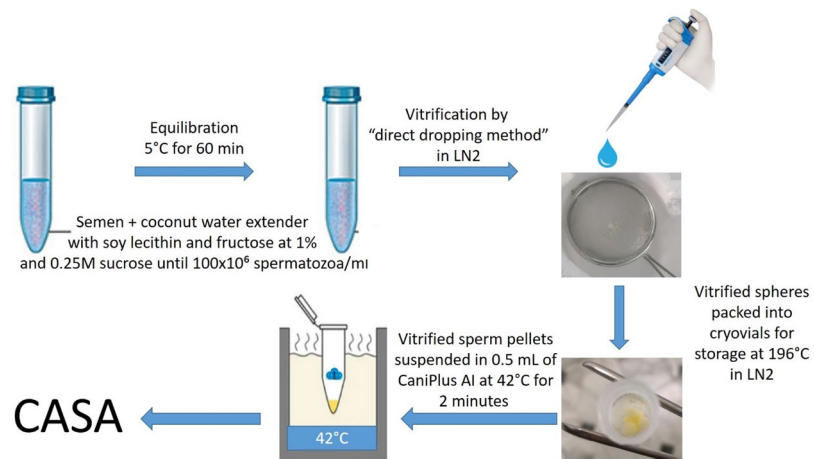 Equilibration
5°C for 60 min
Vitrification by
“direct dropping method”
in LN2
Semen + coconut water extender
with soy lecithin and fructose at 1%
and 0.25M sucrose until 100x10⁶ spermatozoa/ml
Vitrified spheres
packed into
cryovials for
storage at 196°C
in LN2
Vitrified sperm pellets
suspended in 0.5 mL of
CaniPlus AI at 42°C for
2 minutes
42°C
CASA